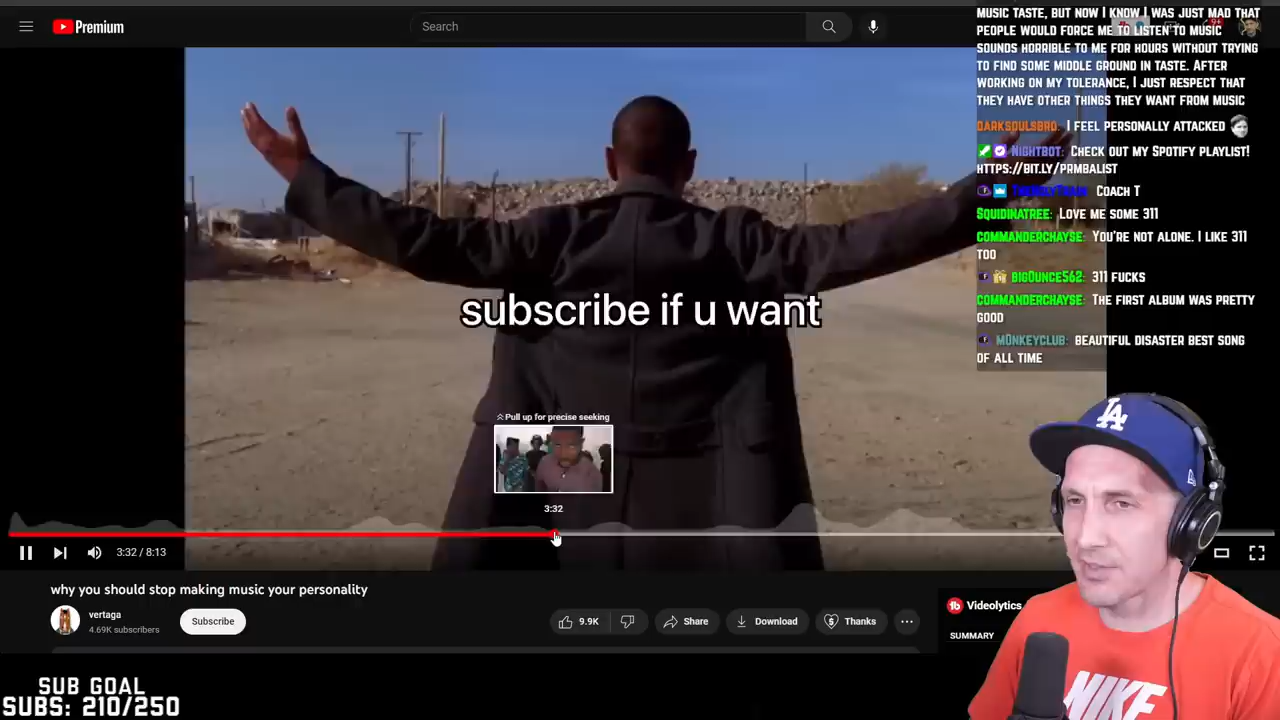 Premium
Search
MUSIC TASTE, BUT NOW I KNOW I WAS JUST MAD THAT
PEOPLE WOULD FORCE ME TO LISTEN TO MUSIC
SOUNDS HORRIBLE TO ME FOR HOURS WITHOUT TRYING
TO FIND SOME MIDDLE GROUND IN TASTE. AFTER
WORKING ON MY TOLERANCE, I JUST RESPECT THAT
THEY HAVE OTHER THINGS THEY WANT FROM MUSIC
DARKSOULSBRO: I FEEL PERSONALLY ATTACKED
NIGHTBOT: CHECK OUT MY SPOTIFY PLAYLIST!
HTTPS://BIT.LY/PRMBALIST
COACH T
SQUIDINATREE: LOVE ME SOME 311
COMMANDERCHAYSE: YOU'RE NOT ALONE. I LIKE 311
TOO
BIGOUNCE562: 311 FUCKS
COMMANDERCHAYSE: THE FIRST ALBUM WAS PRETTY
GOOD
M0NKEYCLUB: BEAUTIFUL DISASTER BEST SONG
OF ALL TIME
subscribe if u want
Pull up for precise seeking
3:32
3:32 / 8:13
why you should stop making music your personality
vertaga
4.69K subscribers
Subscribe
9.9K
Share
Download
Thanks
Videolytics
SUMMARY
LA
NIKE
SUB GOAL
SUBS: 210/250